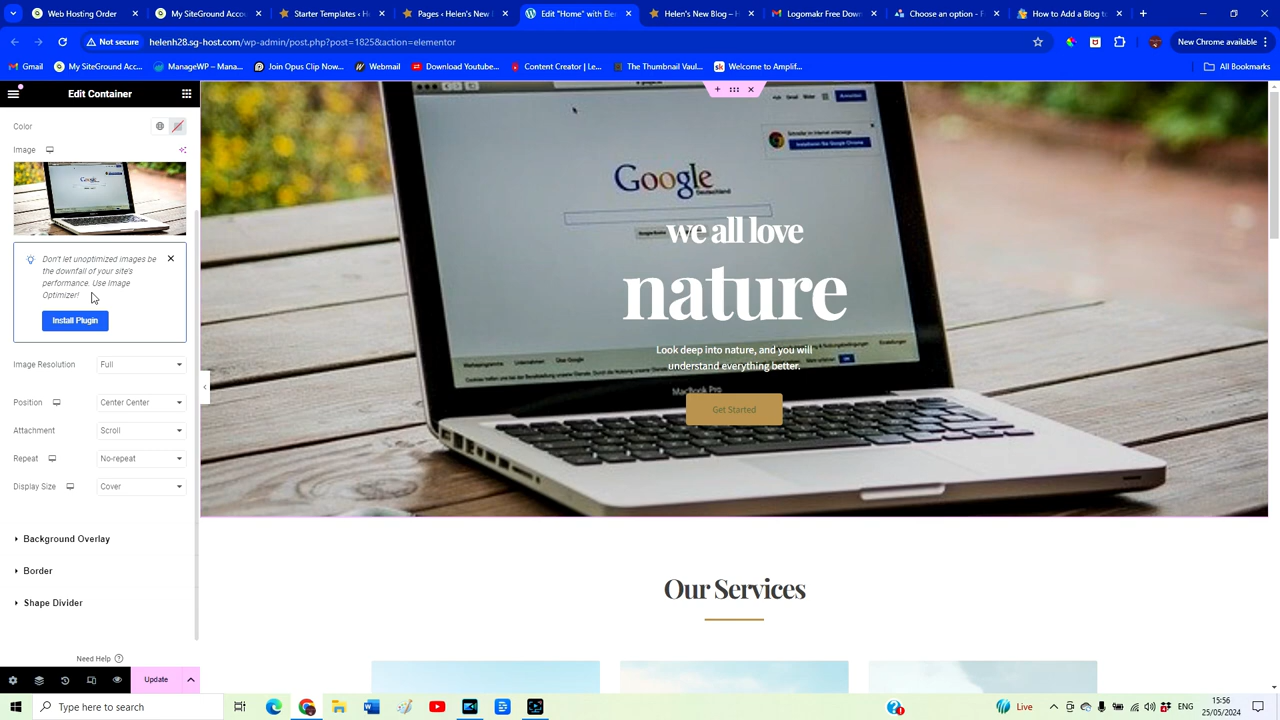 Web Hosting Order
My SiteGround Accou
Starter Templates ‹ H
Pages ‹ Helen's New
Edit "Home" with Elem
Helen's New Blog – H
Logomakr Free Down
Choose an option - F
How to Add a Blog to
Not secure
helenh28.sg-host.com/wp-admin/post.php?post=1825&action=elementor
New Chrome available
Gmail
My SiteGround Acc...
ManageWP – Mana...
Join Opus Clip Now...
Webmail
Download Youtube...
Content Creator | Le...
The Thumbnail Vaul...
Welcome to Amplif...
All Bookmarks
Edit Container
Color
Image
Don't let unoptimized images be
the downfall of your site's
performance. Use Image
Optimizer!
Install Plugin
Image Resolution
Full
Position
Center Center
Attachment
Scroll
Repeat
No-repeat
Display Size
Cover
Background Overlay
Border
Shape Divider
Need Help
Update
Google
Deutschland
we all love
nature
Look deep into nature, and you will
understand everything better.
MacBook Pro
Get Started
Our Services
Type here to search
Live
ENG
15:56
25/05/2024